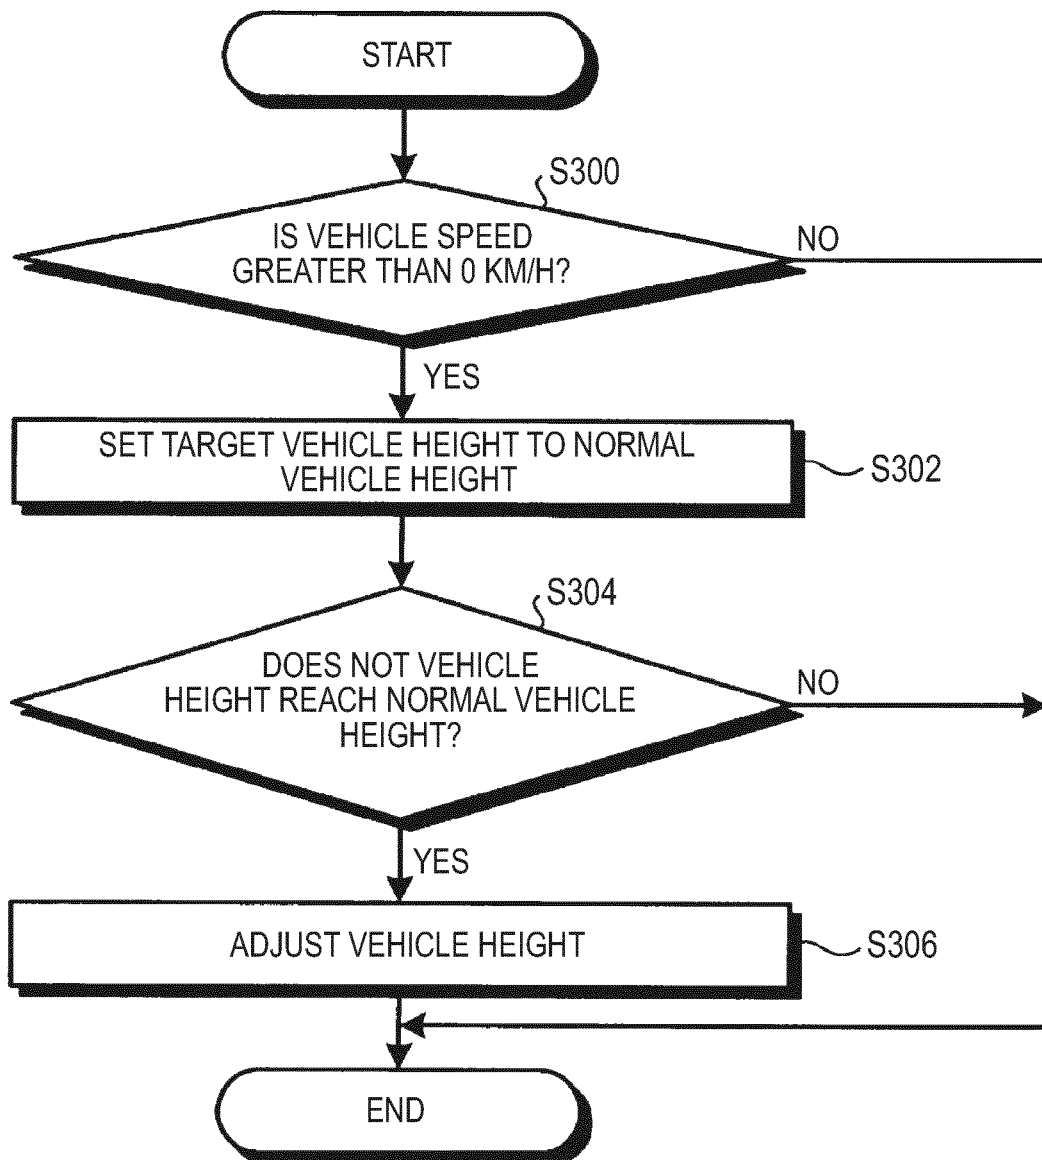 START
S300
IS VEHICLE SPEED
GREATER THAN 0 KM/H?
NO
YES
SET TARGET VEHICLE HEIGHT TO NORMAL
VEHICLE HEIGHT
S302
S304
DOES NOT VEHICLE
HEIGHT REACH NORMAL VEHICLE
HEIGHT?
NO
YES
ADJUST VEHICLE HEIGHT
S306
END